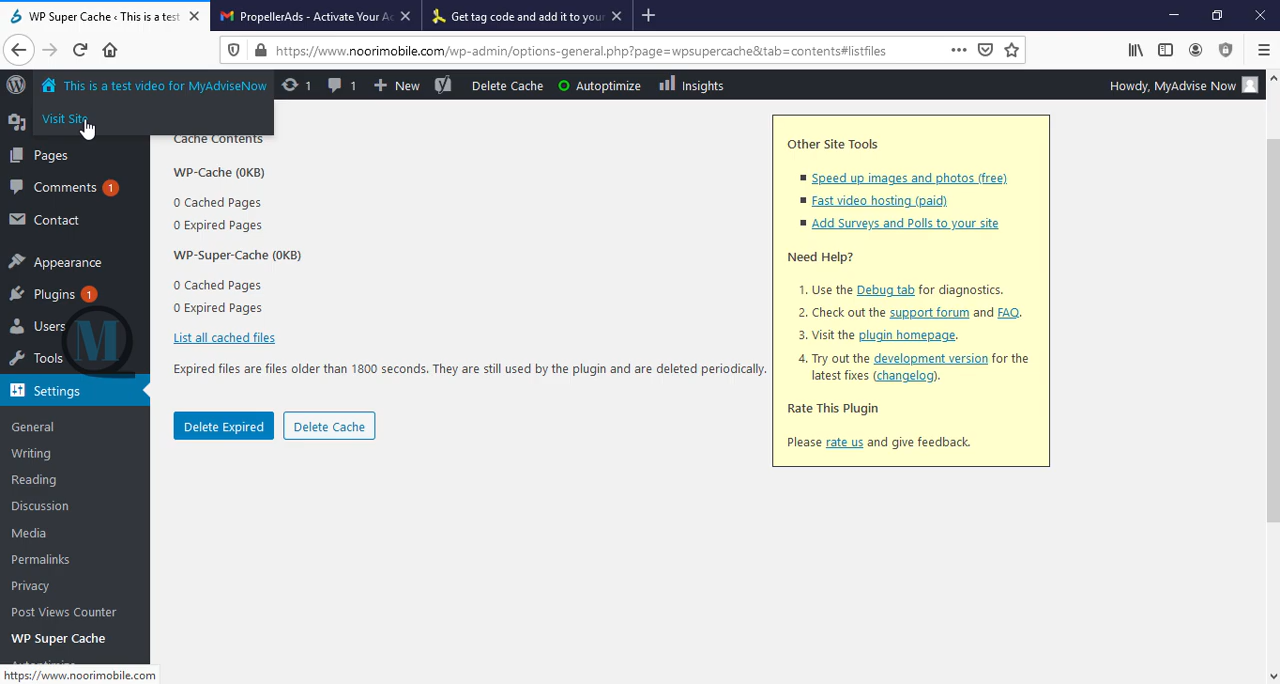 WP Super Cache ‹ This is a test
PropellerAds - Activate Your Ac
Get tag code and add it to your
https://www.noorimobile.com/wp-admin/options-general.php?page=wpsupercache&tab=contents#listfiles
This is a test video for MyAdviseNow
1
1
New
Delete Cache
Autoptimize
Insights
Howdy, MyAdvise Now
Visit Site
Pages
Comments 1
Contact
Appearance
Plugins 1
Users
Tools
Settings
General
Writing
Reading
Discussion
Media
Permalinks
Privacy
Post Views Counter
WP Super Cache
Autoptimize
M
Cache Contents
WP-Cache (0KB)
0 Cached Pages
0 Expired Pages
WP-Super-Cache (0KB)
0 Cached Pages
0 Expired Pages
List all cached files
Expired files are files older than 1800 seconds. They are still used by the plugin and are deleted periodically.
Delete Expired
Delete Cache
Other Site Tools
Speed up images and photos (free)
Fast video hosting (paid)
Add Surveys and Polls to your site
Need Help?
1. Use the Debug tab for diagnostics.
2. Check out the support forum and FAQ.
3. Visit the plugin homepage.
4. Try out the development version for the
latest fixes (changelog).
Rate This Plugin
Please rate us and give feedback.
https://www.noorimobile.com